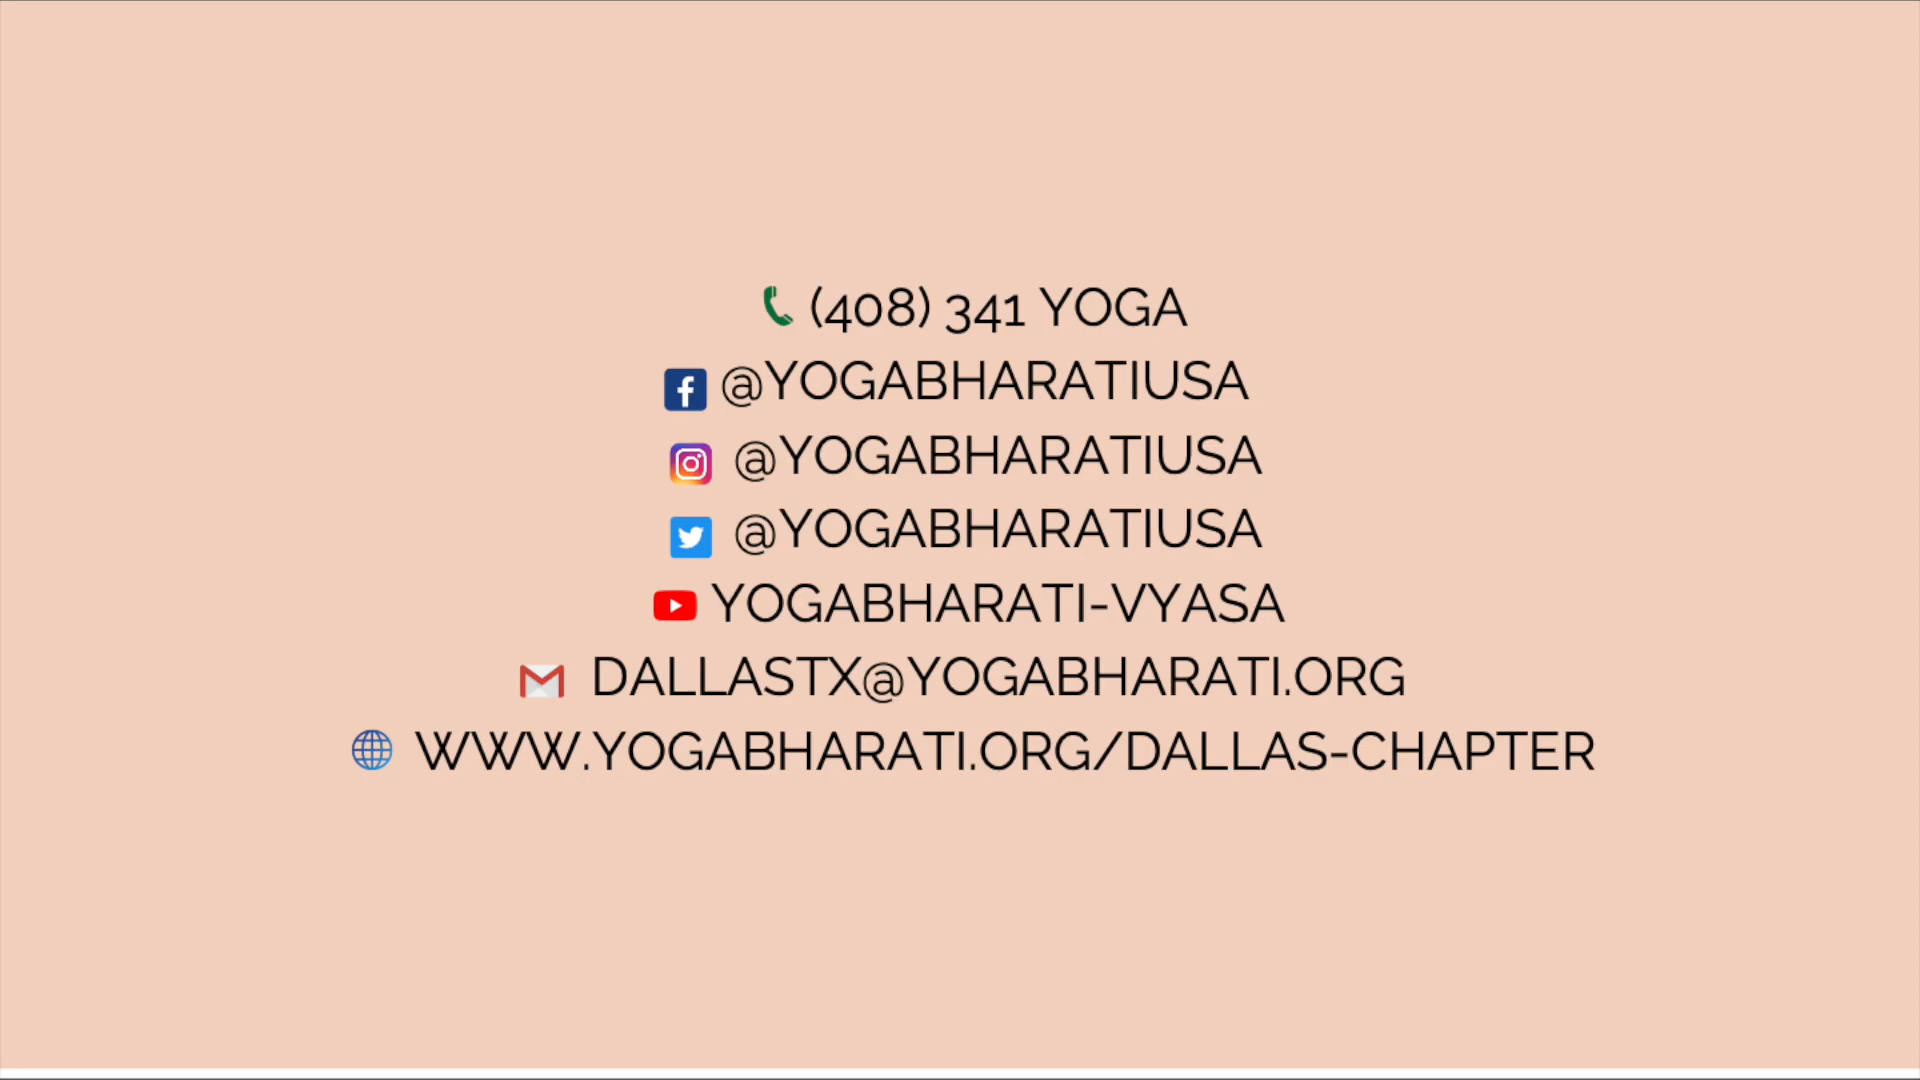 (408) 341 YOGA
@YOGABHARATIUSA
@YOGABHARATIUSA
@YOGABHARATIUSA
YOGABHARATI-VYASA
DALLASTX@YOGABHARATI.ORG
WWW.YOGABHARATI.ORG/DALLAS-CHAPTER